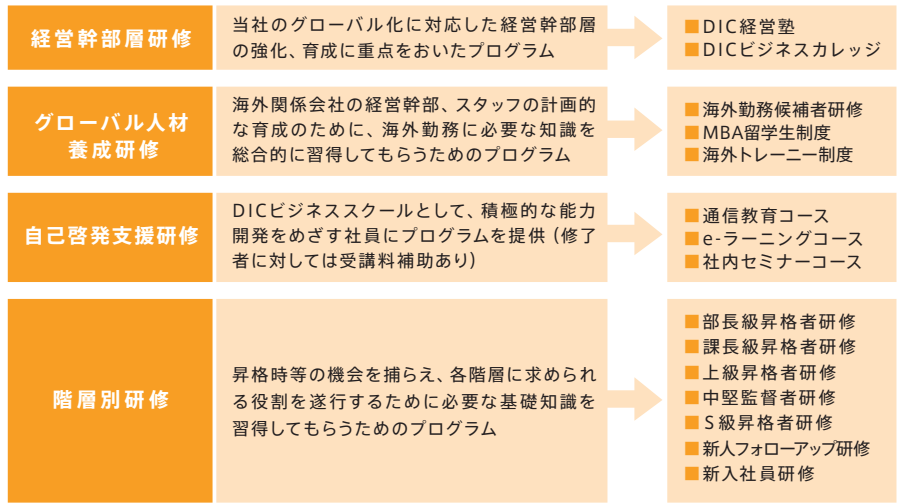 経営幹部層研修
当社のグローバル化に対応した経営幹部層
の強化、育成に重点をおいたプログラム
■DIC経営塾
■DICビジネスカレッジ
グローバル人材
養成研修
海外関係会社の経営幹部、スタッフの計画的
な育成のために、海外勤務に必要な知識を
総合的に習得してもらうためのプログラム
■海外勤務候補者研修
■MBA留学生制度
■海外トレーニー制度
自己啓発支援研修
DICビジネススクールとして、積極的な能力
開発をめざす社員にプログラムを提供（修了
者に対しては受講料補助あり）
■通信教育コース
■e-ラーニングコース
■社内セミナーコース
階層別研修
昇格時等の機会を捕らえ、各階層に求められ
る役割を遂行するために必要な基礎知識を
習得してもらうためのプログラム
■部長級昇格者研修
■課長級昇格者研修
■上級昇格者研修
■中堅監督者研修
■S級昇格者研修
■新人フォローアップ研修
■新入社員研修